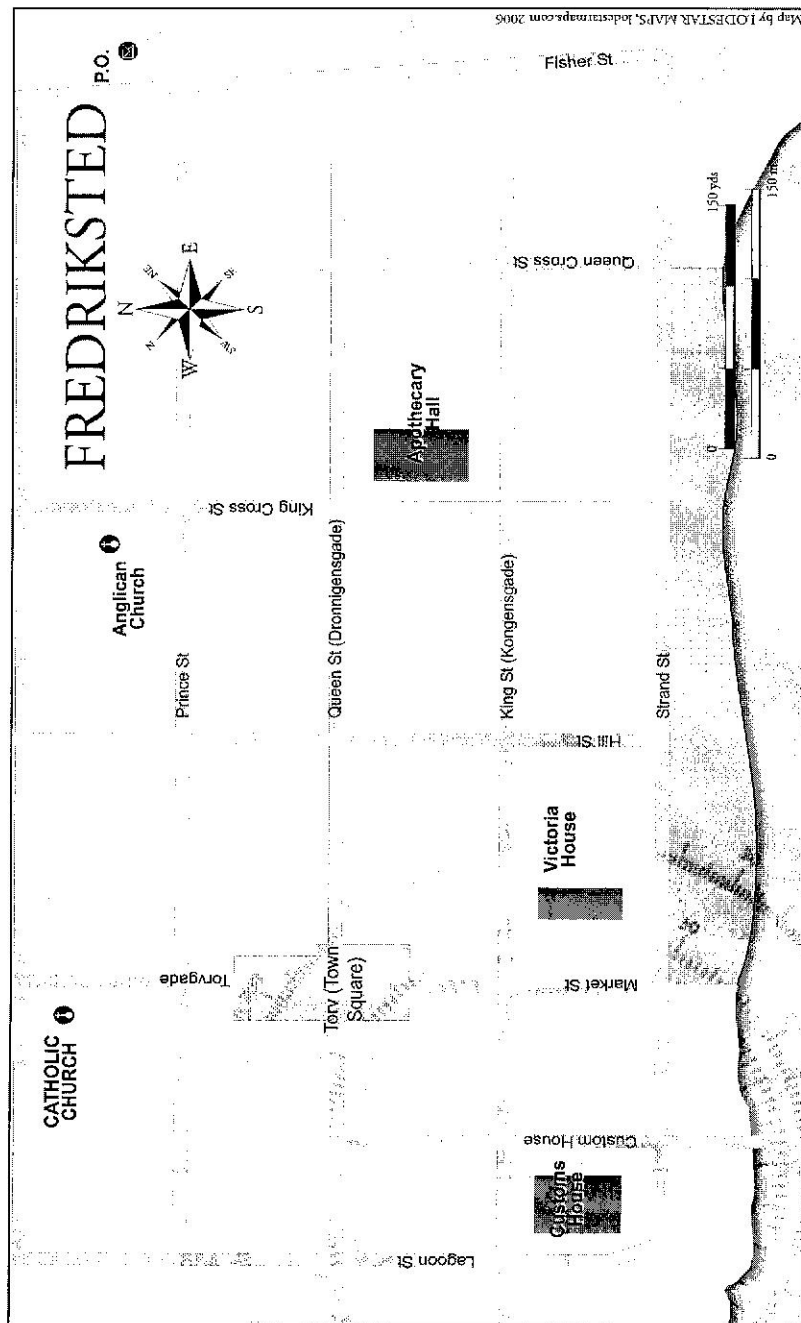 FREDRIKSTED
P.O.
N
NE
E
SE
S
SW
W
N
CATHOLIC
CHURCH
Anglican
Church
Prince St
Torvgade
King Cross St
Queen St (Dronnigensgade)
Torv (Town
Square)
Apothecary
Hall
Lagoon St
King St (Kongensgade)
Customs
House
Custom House
Market St
Victoria
House
Hill St
Queen Cross St
Fisher St
Strand St
150 yds
0
150 m
0
Map by LODESTAR MAPS, lodestarmaps.com 2006